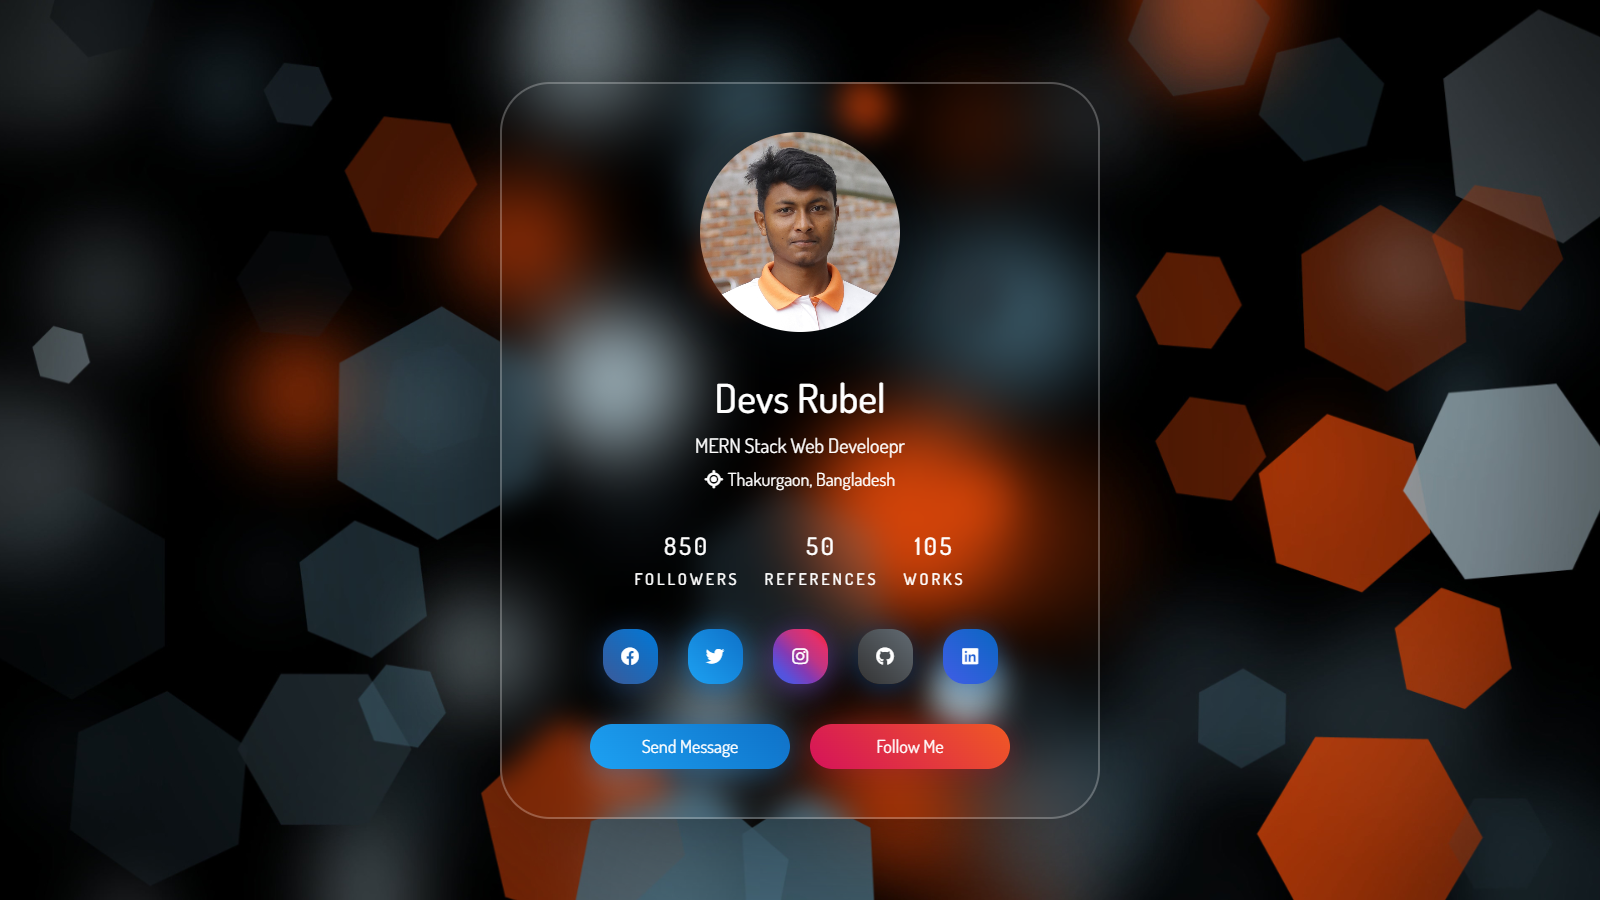 Devs Rubel
MERN Stack Web Develoepr
Thakurgaon, Bangladesh
850 50 105
FOLLOWERS REFERENCES WORKS
Send Message Follow Me